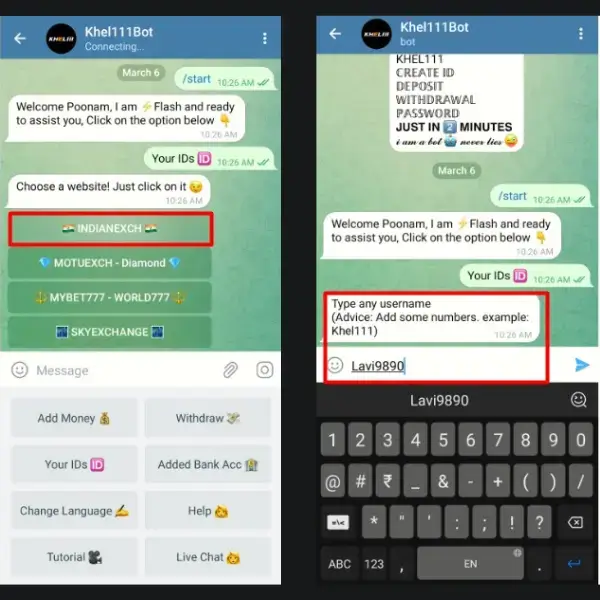 KHEL111
Khel111Bot
Connecting...
March 6
/start 10:26 AM
Welcome Poonam, I am ⚡Flash and ready
to assist you, Click on the option below 👇
10:26 AM
Your IDs 🆔 10:26 AM
Choose a website! Just click on it 😉
10:26 AM
🇮🇳 INDIANEXCH 🇮🇳
💎 MOTUEXCH - Diamond 💎
🔱 MYBET777 - WORLD777 🔱
🌃 SKYEXCHANGE 🌃
Message
Add Money 💰
Withdraw 💸
Your IDs 🆔
Added Bank Acc 🏦
Change Language ✍
Help 🙋
Tutorial 🎥
Live Chat 🙋
KHEL111
Khel111Bot
bot
KHEL111
CREATE ID
DEPOSIT
WITHDRAWAL
PASSWORD
JUST IN 2️⃣ MINUTES
𝓲 𝓪𝓶 𝓪 𝓫𝓸𝓽 🤖 𝓷𝓮𝓿𝓮𝓻 𝓽𝓲𝓮𝓼 😄
March 6
/start 10:26 AM
Welcome Poonam, I am ⚡Flash and ready
to assist you, Click on the option below 👇
10:26 AM
Your IDs 🆔 10:26 AM
Type any username
(Advice: Add some numbers. example:
Khel111)
10:26 AM
Lavi9890
Lavi9890
1 2 3 4 5 6 7 8 9 0
@ # ₹ _ & - + ( ) /
=\< * " ' : ; ! ?
ABC 123 , EN .